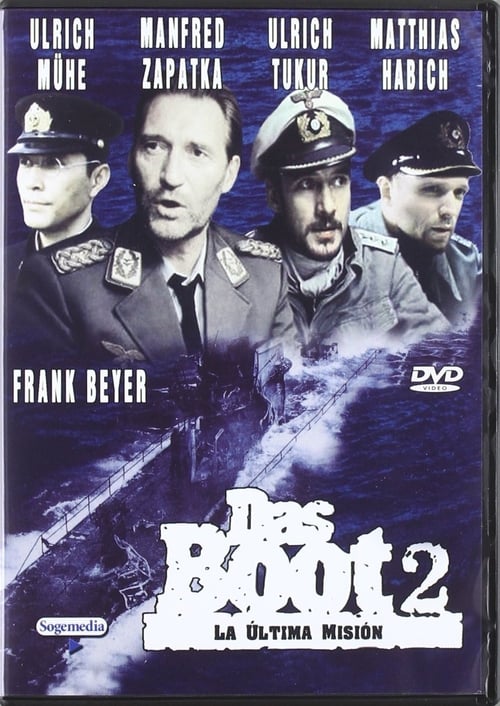 ULRICH MÜHE
MANFRED ZAPATKA
ULRICH TUKUR
MATTHIAS HABICH
FRANK BEYER
DVD
VIDEO
Das
Boot 2
LA ÚLTIMA MISIÓN
Sogemedia